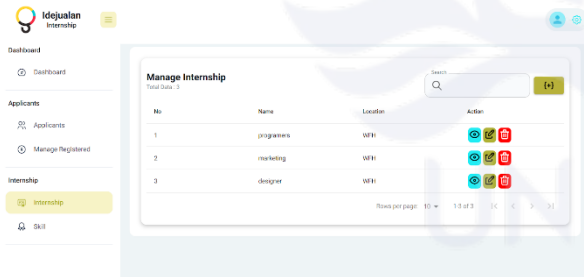 Idejualan
Internship
Dashboard
Dashboard
Applicants
Applicants
Manage Registered
Internship
Internship
Skill
Manage Internship
Total Data : 3
Search
[+]
No Name Location Action
1 programers WFH
2 marketing WFH
3 designer WFH
Rows per page: 10 1-3 of 3
UN